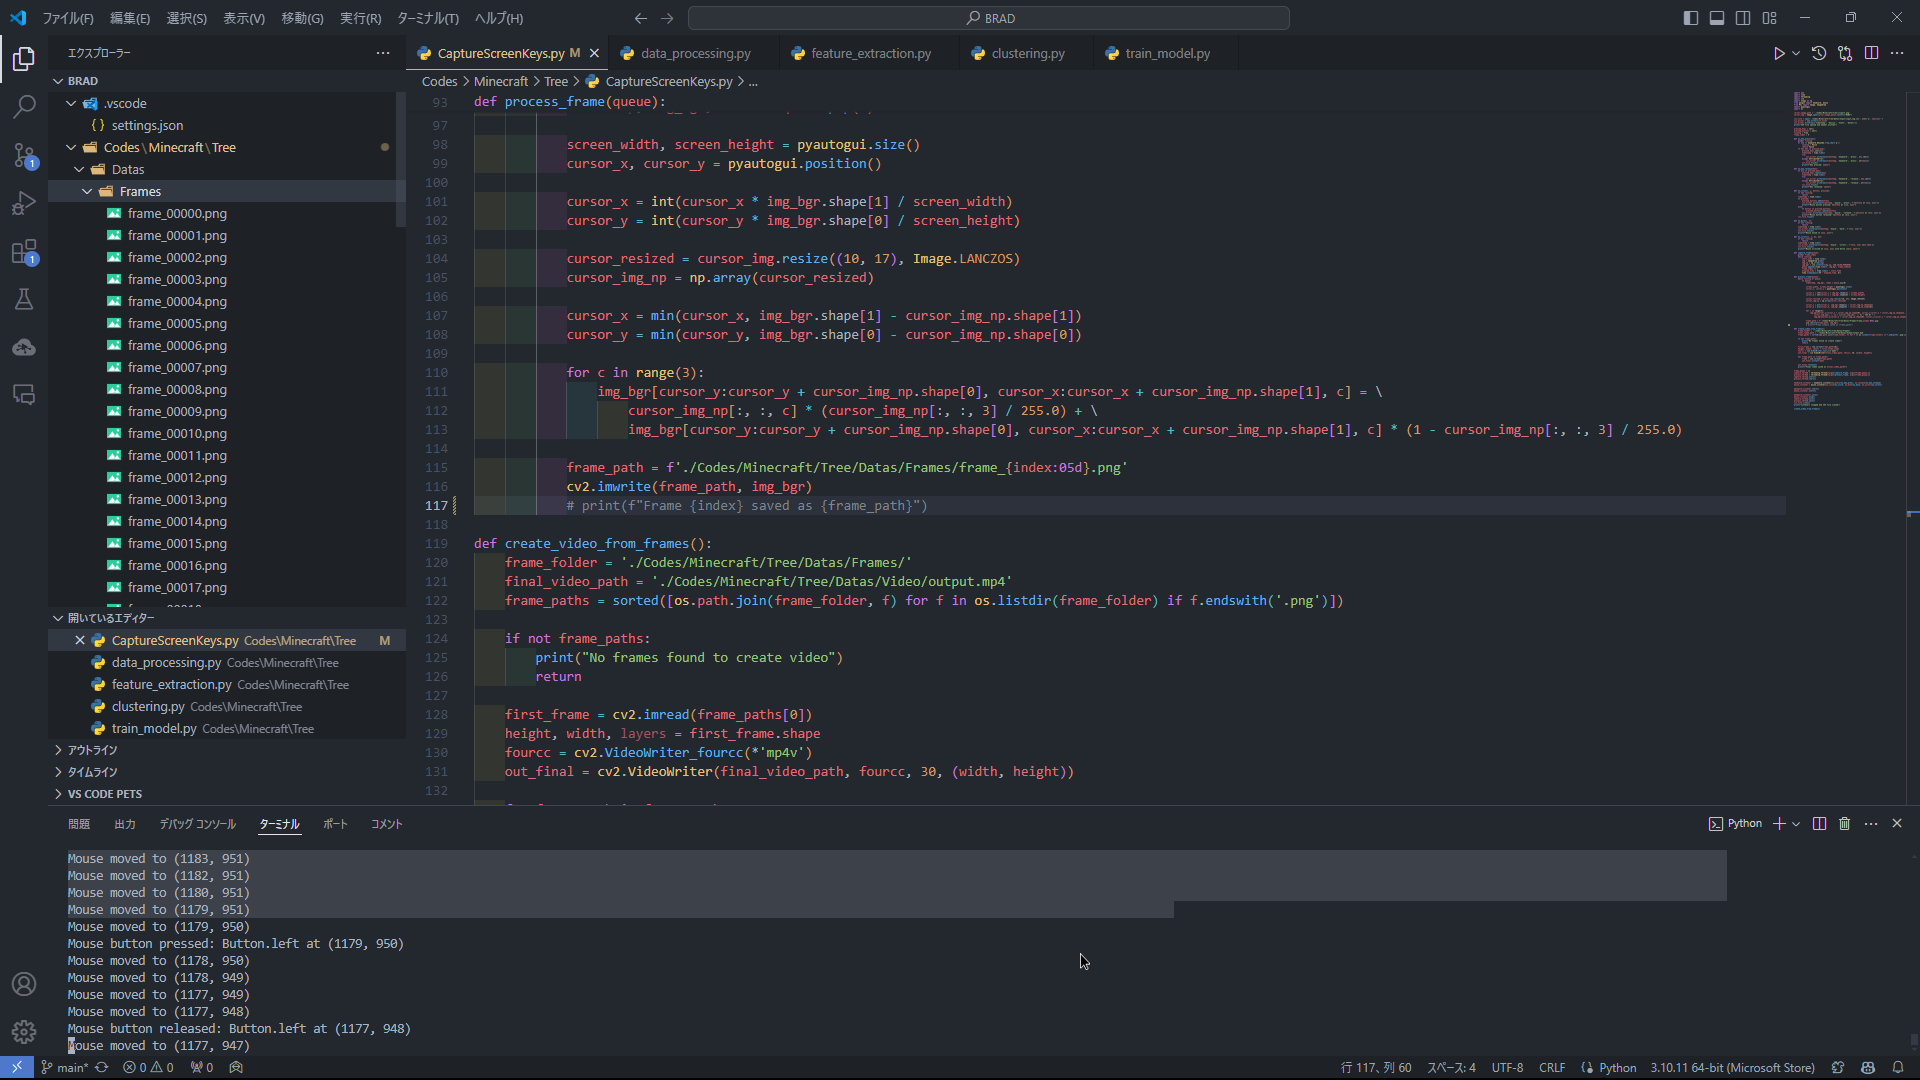 ファイル(F) 編集(E) 選択(S) 表示(V) 移動(G) 実行(R) ターミナル(T) ヘルプ(H) BRAD
エクスプローラー
BRAD
.vscode
{ } settings.json
Codes\Minecraft\Tree
Datas
Frames
frame_00000.png
frame_00001.png
frame_00002.png
frame_00003.png
frame_00004.png
frame_00005.png
frame_00006.png
frame_00007.png
frame_00008.png
frame_00009.png
frame_00010.png
frame_00011.png
frame_00012.png
frame_00013.png
frame_00014.png
frame_00015.png
frame_00016.png
frame_00017.png
開いているエディター
CaptureScreenKeys.py Codes\Minecraft\Tree M
data_processing.py Codes\Minecraft\Tree
feature_extraction.py Codes\Minecraft\Tree
clustering.py Codes\Minecraft\Tree
train_model.py Codes\Minecraft\Tree
アウトライン
タイムライン
VS CODE PETS
1
1
CaptureScreenKeys.py M data_processing.py feature_extraction.py clustering.py train_model.py
Codes > Minecraft > Tree > CaptureScreenKeys.py > ...
93 def process_frame(queue):
97
98 screen_width, screen_height = pyautogui.size()
99 cursor_x, cursor_y = pyautogui.position()
100
101 cursor_x = int(cursor_x * img_bgr.shape[1] / screen_width)
102 cursor_y = int(cursor_y * img_bgr.shape[0] / screen_height)
103
104 cursor_resized = cursor_img.resize((10, 17), Image.LANCZOS)
105 cursor_img_np = np.array(cursor_resized)
106
107 cursor_x = min(cursor_x, img_bgr.shape[1] - cursor_img_np.shape[1])
108 cursor_y = min(cursor_y, img_bgr.shape[0] - cursor_img_np.shape[0])
109
110 for c in range(3):
111 img_bgr[cursor_y:cursor_y + cursor_img_np.shape[0], cursor_x:cursor_x + cursor_img_np.shape[1], c] = \
112 cursor_img_np[:, :, c] * (cursor_img_np[:, :, 3] / 255.0) + \
113 img_bgr[cursor_y:cursor_y + cursor_img_np.shape[0], cursor_x:cursor_x + cursor_img_np.shape[1], c] * (1 - cursor_img_np[:, :, 3] / 255.0)
114
115 frame_path = f'./Codes/Minecraft/Tree/Datas/Frames/frame_{index:05d}.png'
116 cv2.imwrite(frame_path, img_bgr)
117 # print(f"Frame {index} saved as {frame_path}")
118
119 def create_video_from_frames():
120 frame_folder = './Codes/Minecraft/Tree/Datas/Frames/'
121 final_video_path = './Codes/Minecraft/Tree/Datas/Video/output.mp4'
122 frame_paths = sorted([os.path.join(frame_folder, f) for f in os.listdir(frame_folder) if f.endswith('.png')])
123
124 if not frame_paths:
125 print("No frames found to create video")
126 return
127
128 first_frame = cv2.imread(frame_paths[0])
129 height, width, layers = first_frame.shape
130 fourcc = cv2.VideoWriter_fourcc(*'mp4v')
131 out_final = cv2.VideoWriter(final_video_path, fourcc, 30, (width, height))
132
問題 出力 デバッグ コンソール ターミナル ポート コメント Python
Mouse moved to (1183, 951)
Mouse moved to (1182, 951)
Mouse moved to (1180, 951)
Mouse moved to (1179, 951)
Mouse moved to (1179, 950)
Mouse button pressed: Button.left at (1179, 950)
Mouse moved to (1178, 950)
Mouse moved to (1178, 949)
Mouse moved to (1177, 949)
Mouse moved to (1177, 948)
Mouse button released: Button.left at (1177, 948)
Mouse moved to (1177, 947)
main* 0 0 0 行 117、列 60 スペース: 4 UTF-8 CRLF Python 3.10.11 64-bit (Microsoft Store)